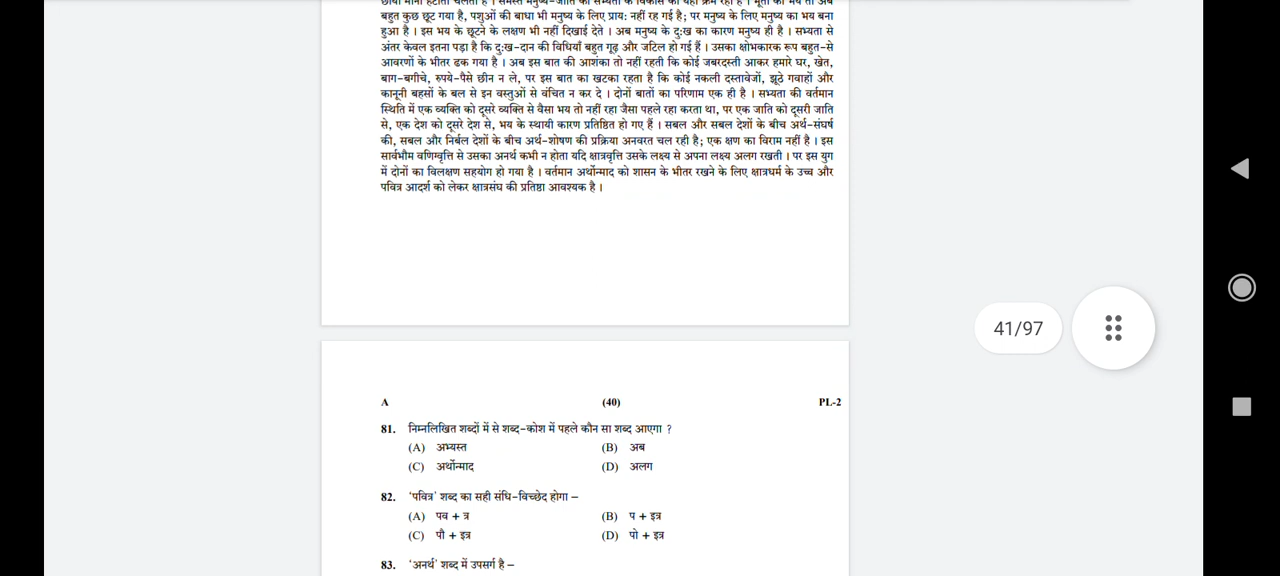 बहुत कुछ छूट गया है, पशुओं की बाधा भी मनुष्य के लिए प्राय: नहीं रह गई है; पर मनुष्य के लिए मनुष्य का भय बना
हुआ है । इस भय के छूटने के लक्षण भी नहीं दिखाई देते । अब मनुष्य के दु:ख का कारण मनुष्य ही है । सभ्यता से
अंतर केवल इतना पड़ा है कि दु:ख-दान की विधियाँ बहुत गूढ़ और जटिल हो गई हैं । उसका क्षोभकारक रूप बहुत-से
आवरणों के भीतर ढक गया है । अब इस बात की आशंका तो नहीं रहती कि कोई जबरदस्ती आकर हमारे घर, खेत,
बाग-बगीचे, रुपये-पैसे छीन न ले, पर इस बात का खटका रहता है कि कोई नकली दस्तावेजों, झूठे गवाहों और
कानूनी बहसों के बल से इन वस्तुओं से वंचित न कर दे । दोनों बातों का परिणाम एक ही है । सभ्यता की वर्तमान
स्थिति में एक व्यक्ति को दूसरे व्यक्ति से वैसा भय तो नहीं रहा जैसा पहले रहा करता था, पर एक जाति को दूसरी जाति
से, एक देश को दूसरे देश से, भय के स्थायी कारण प्रतिष्ठित हो गए हैं । सबल और सबल देशों के बीच अर्थ-संघर्ष
की, सबल और निर्बल देशों के बीच अर्थ-शोषण की प्रक्रिया अनवरत चल रही है; एक क्षण का विराम नहीं है । इस
सार्वभौम वणिग्वृत्ति से उसका अनर्थ कभी न होता यदि क्षात्रवृत्ति उसके लक्ष्य से अपना लक्ष्य अलग रखती । पर इस युग
में दोनों का विलक्षण सहयोग हो गया है । वर्तमान अर्थोन्माद को शासन के भीतर रखने के लिए क्षात्रधर्म के उच्च और
पवित्र आदर्श को लेकर क्षात्रसंघ की प्रतिष्ठा आवश्यक है ।
41/97
A (40) PL-2
81. निम्नलिखित शब्दों में से शब्द-कोश में पहले कौन सा शब्द आएगा ?
(A) अभ्यस्त (B) अब
(C) अर्थोन्माद (D) अलग
82. 'पवित्र' शब्द का सही संधि-विच्छेद होगा –
(A) पव + त्र (B) प + इत्र
(C) पौ + इत्र (D) पो + इत्र
83. 'अनर्थ' शब्द में उपसर्ग है –